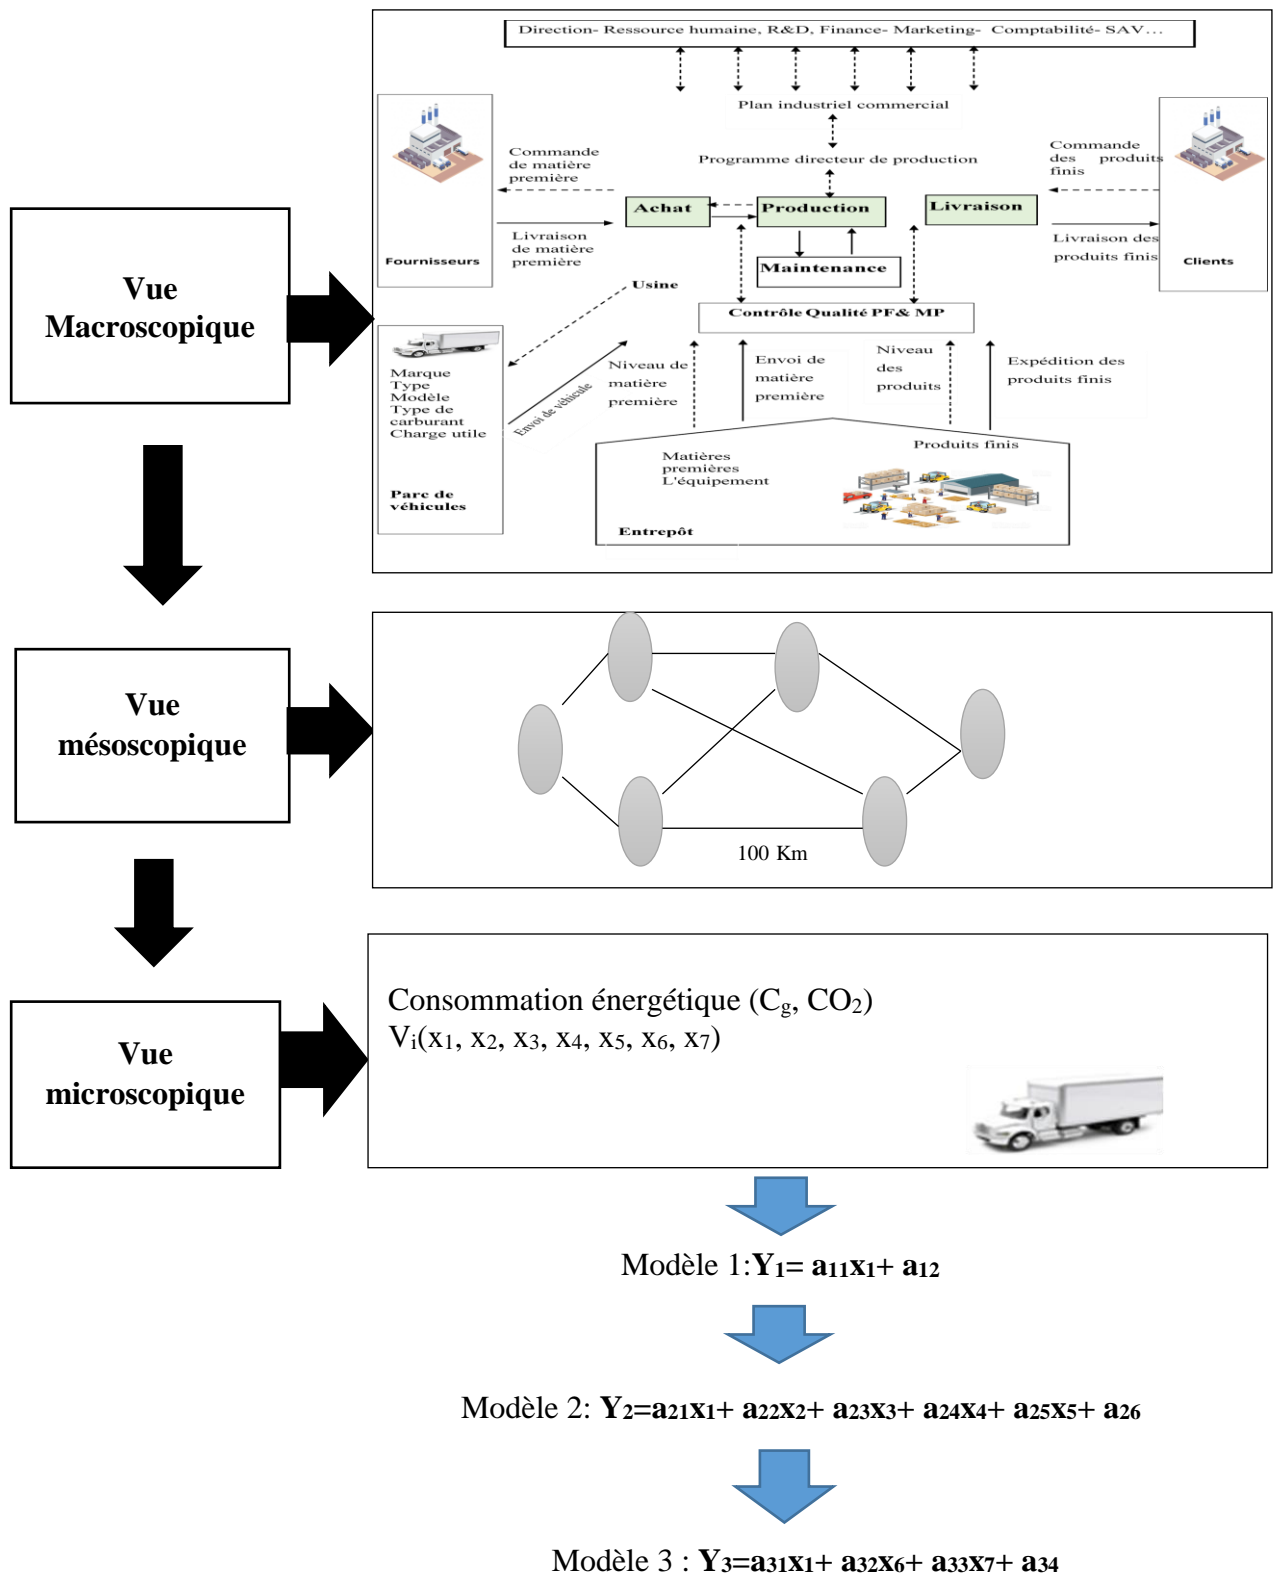 Direction- Ressource humaine, R&D, Finance- Marketing- Comptabilité- SAV…
Plan industriel commercial
Programme directeur de production
Commande
de matière
première
Commande
des produits
finis
Achat
Production
Livraison
Livraison
de matière
première
Livraison des
produits finis
Fournisseurs
Clients
Maintenance
Usine
Contrôle Qualité PF& MP
Vue
Macroscopique
Marque
Type
Modèle
Type de
carburant
Charge utile
Parc de
véhicules
Envoi de véhicule
Niveau de
matière
première
Envoi de
matière
première
Niveau
des
produits
Expédition des
produits finis
Matières
premières
L'équipement
Produits finis
Entrepôt
Vue
mésoscopique
100 Km
Vue
microscopique
Consommation énergétique (Cg, CO2)
Vi(x1, x2, x3, x4, x5, x6, x7)
Modèle 1:Y1= a11x1+ a12
Modèle 2: Y2=a21x1+ a22x2+ a23x3+ a24x4+ a25x5+ a26
Modèle 3 : Y3=a31x1+ a32x6+ a33x7+ a34